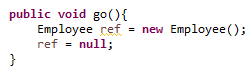 public void go(){
Employee ref = new Employee();
ref = null;
}